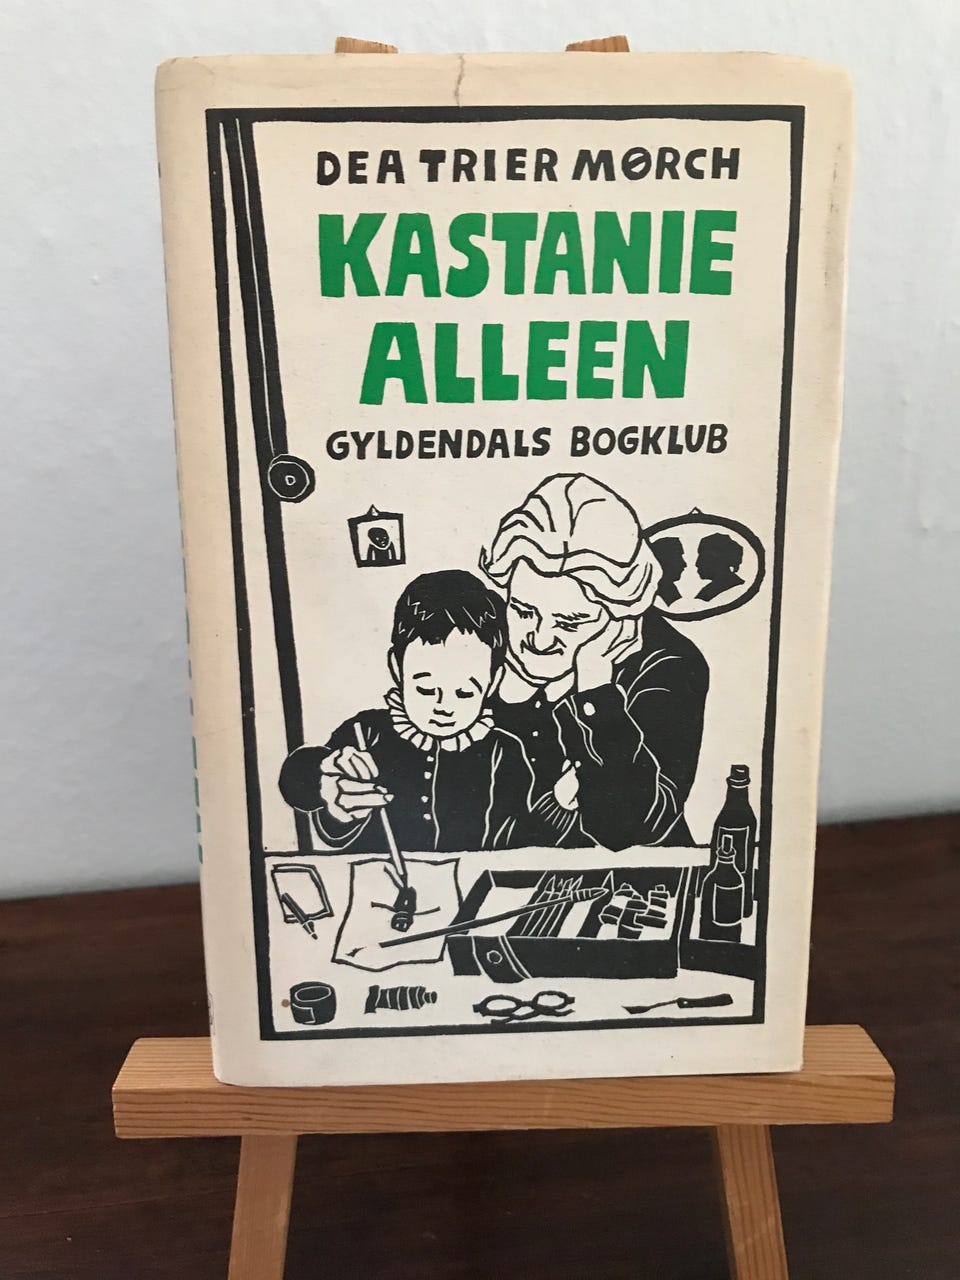 DEA TRIER MØRCH
KASTANIE
ALLEEN
GYLDENDALS BOGKLUB
D